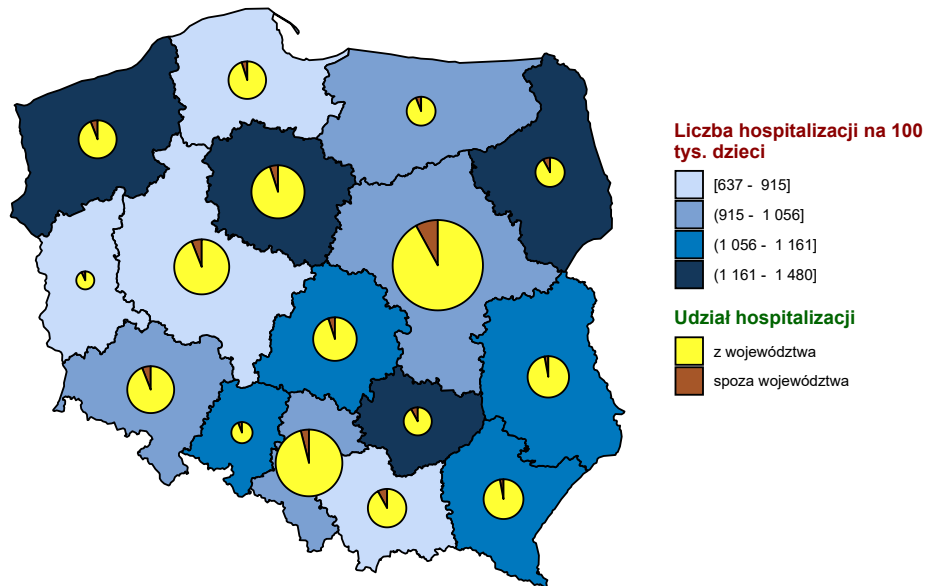 Liczba hospitalizacji na 100
tys. dzieci
[637 - 915]
(915 - 1 056]
(1 056 - 1 161]
(1 161 - 1 480]
Udział hospitalizacji
z województwa
spoza województwa